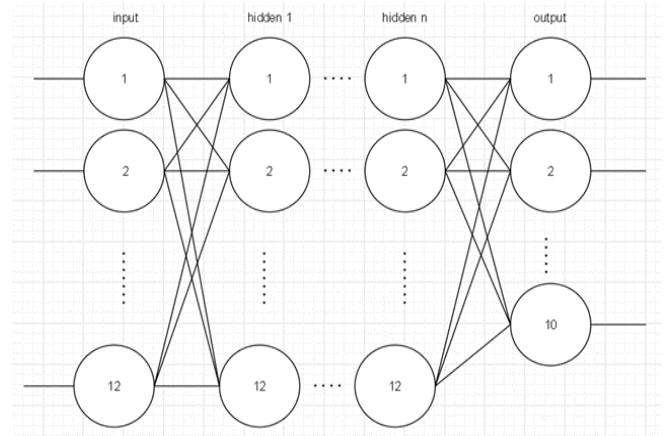 input hidden 1 hidden n output
1 1 .... 1 1
2 2 .... 2 2
10
12 12 .... 12